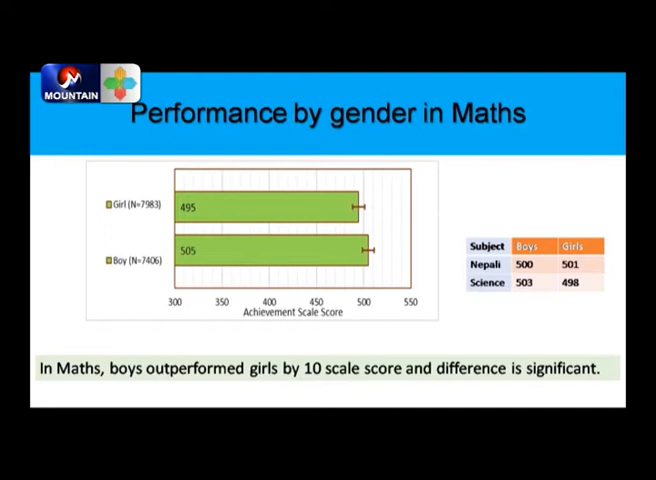 MOUNTAIN
Performance by gender in Maths
Girl (N=7983)
495
Boy (N=7406)
505
300 350 400 450 500 550
Achievement Scale Score
Subject Boys Girls
Nepali 500 501
Science 503 498
In Maths, boys outperformed girls by 10 scale score and difference is significant.